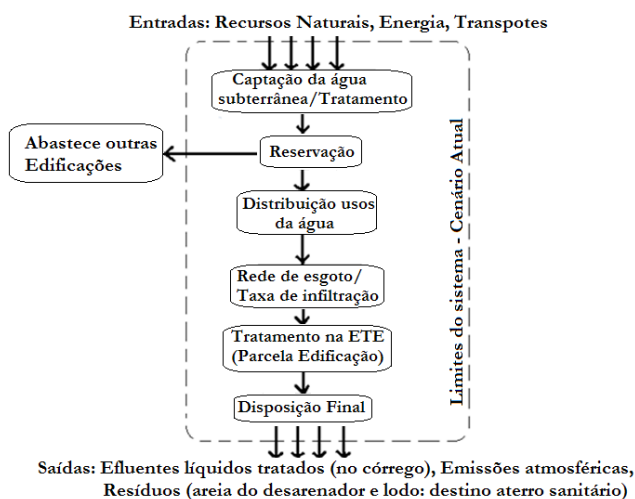 Entradas: Recursos Naturais, Energia, Transpotes
Captação da água
subterrânea/Tratamento
Abastece outras
Edificações
Reservação
Distribuição usos
da água
Rede de esgoto/
Taxa de infiltração
Tratamento na ETE
(Parcela Edificação)
Disposição Final
Limites do sistema - Cenário Atual
Saídas: Efluentes líquidos tratados (no córrego), Emissões atmosféricas,
Resíduos (areia do desarenador e lodo: destino aterro sanitário)